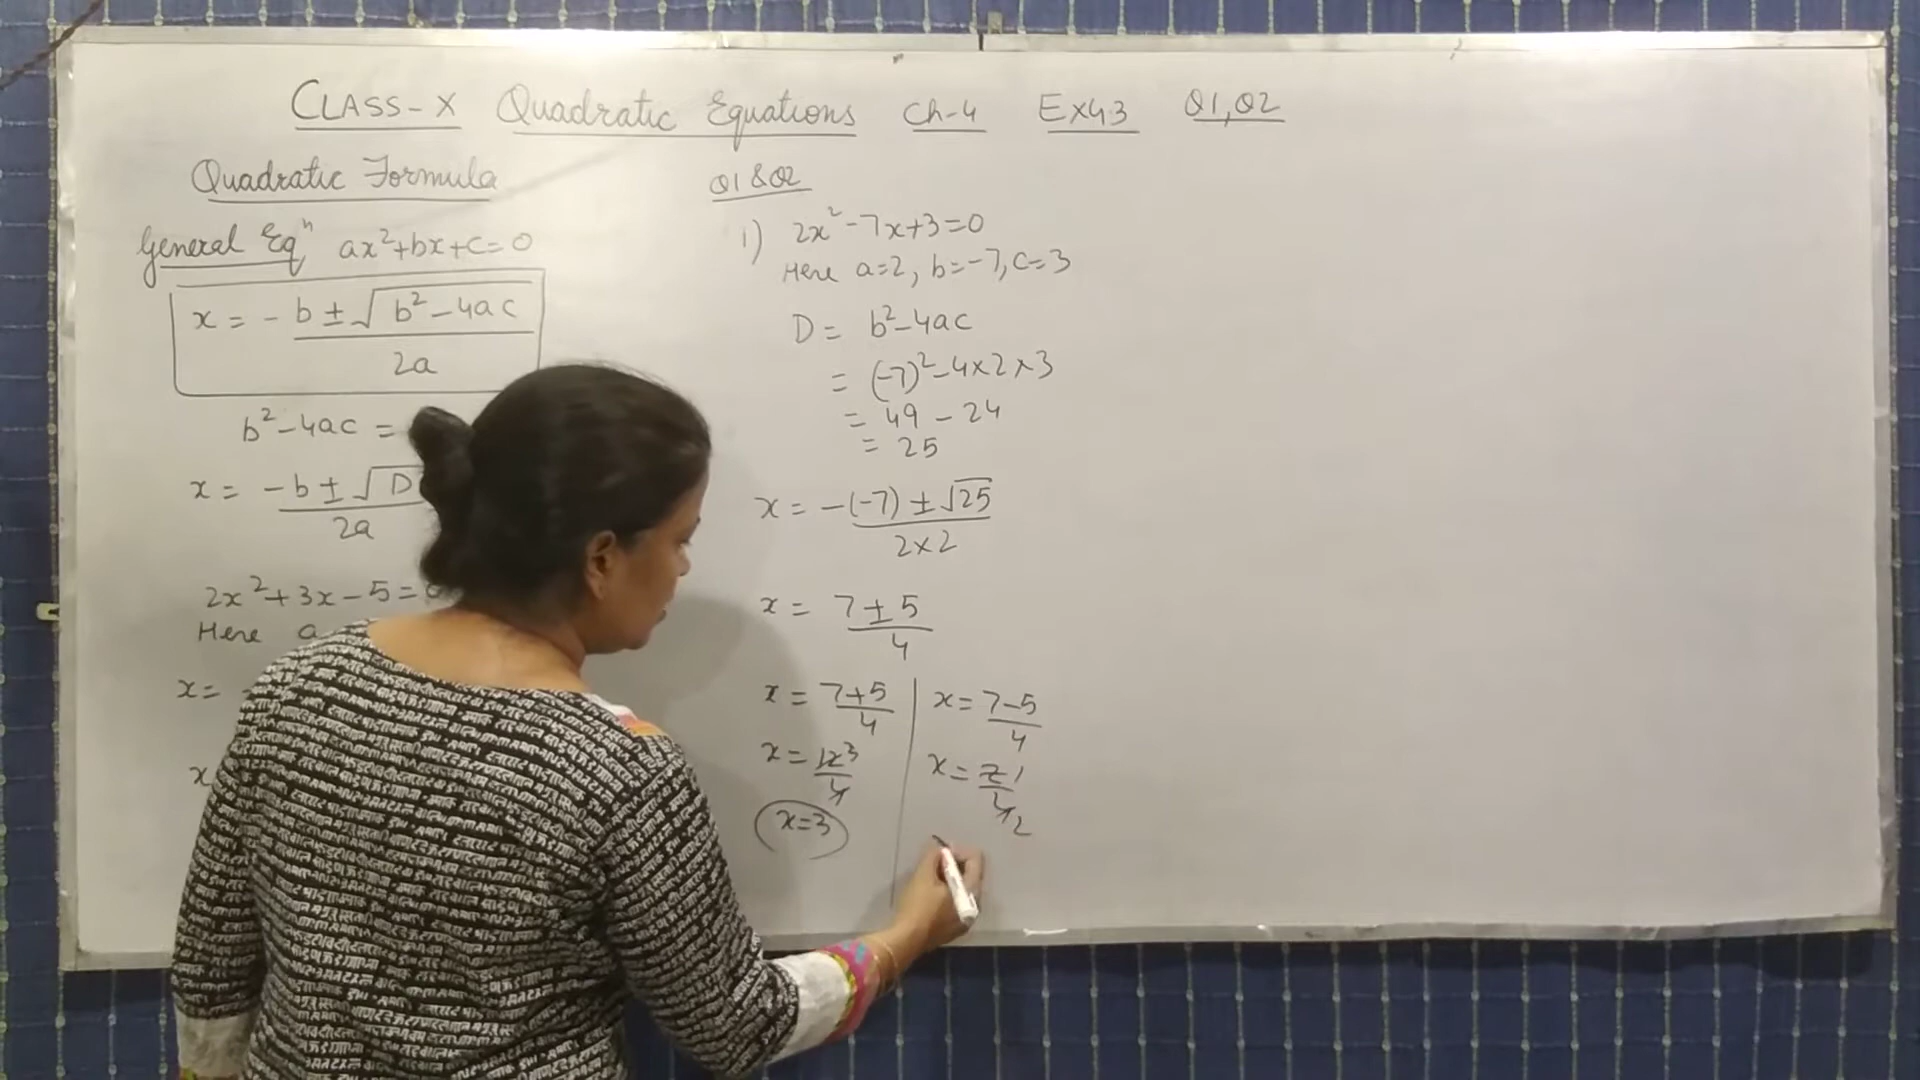 CLASS-X Quadratic Equations Ch-4 Ex4.3 Q1,Q2
Quadratic Formula
General Eqⁿ ax²+bx+c=0
x = -b±√b²-4ac/2a
b²-4ac =
x = -b±√D/2a
2x²+3x-5=0
Here a
x=
x
Q1 & Q2
1) 2x²-7x+3=0
Here a=2, b=-7, c=3
D = b²-4ac
= (-7)²-4×2×3
= 49 - 24
= 25
x = -(-7) ± √25/2×2
x = 7±5/4
x = 7+5/4
x = 12 3/4
x=3
x = 7-5/4
x = 2 1/4 2